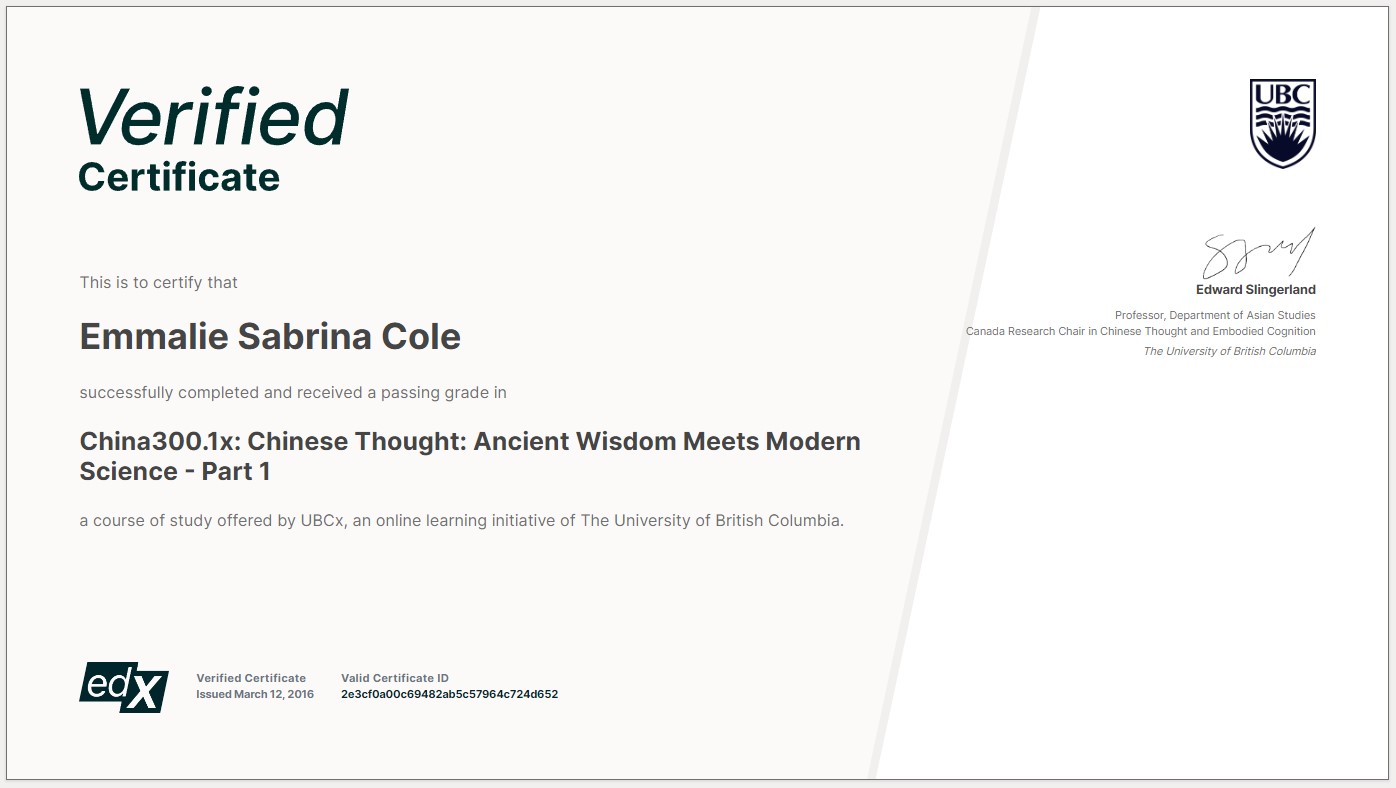 Verified
Certificate
This is to certify that
Emmalie Sabrina Cole
successfully completed and received a passing grade in
China300.1x: Chinese Thought: Ancient Wisdom Meets Modern
Science - Part 1
a course of study offered by UBCx, an online learning initiative of The University of British Columbia.
edX
Verified Certificate
Issued March 12, 2016
Valid Certificate ID
2e3cf0a00c69482ab5c57964c724d652
UBC
Edward Slingerland
Professor, Department of Asian Studies
Canada Research Chair in Chinese Thought and Embodied Cognition
The University of British Columbia